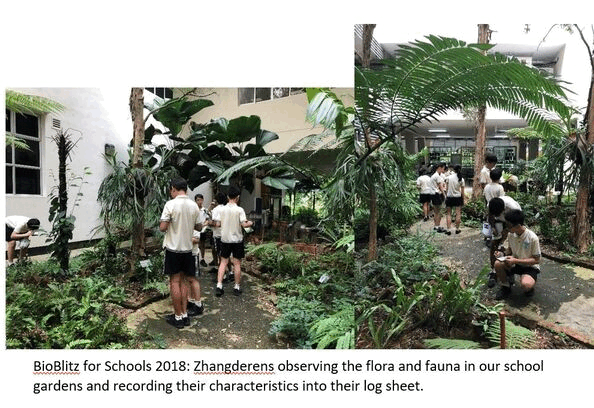 BioBlitz for Schools 2018: Zhangderens observing the flora and fauna in our school
gardens and recording their characteristics into their log sheet.